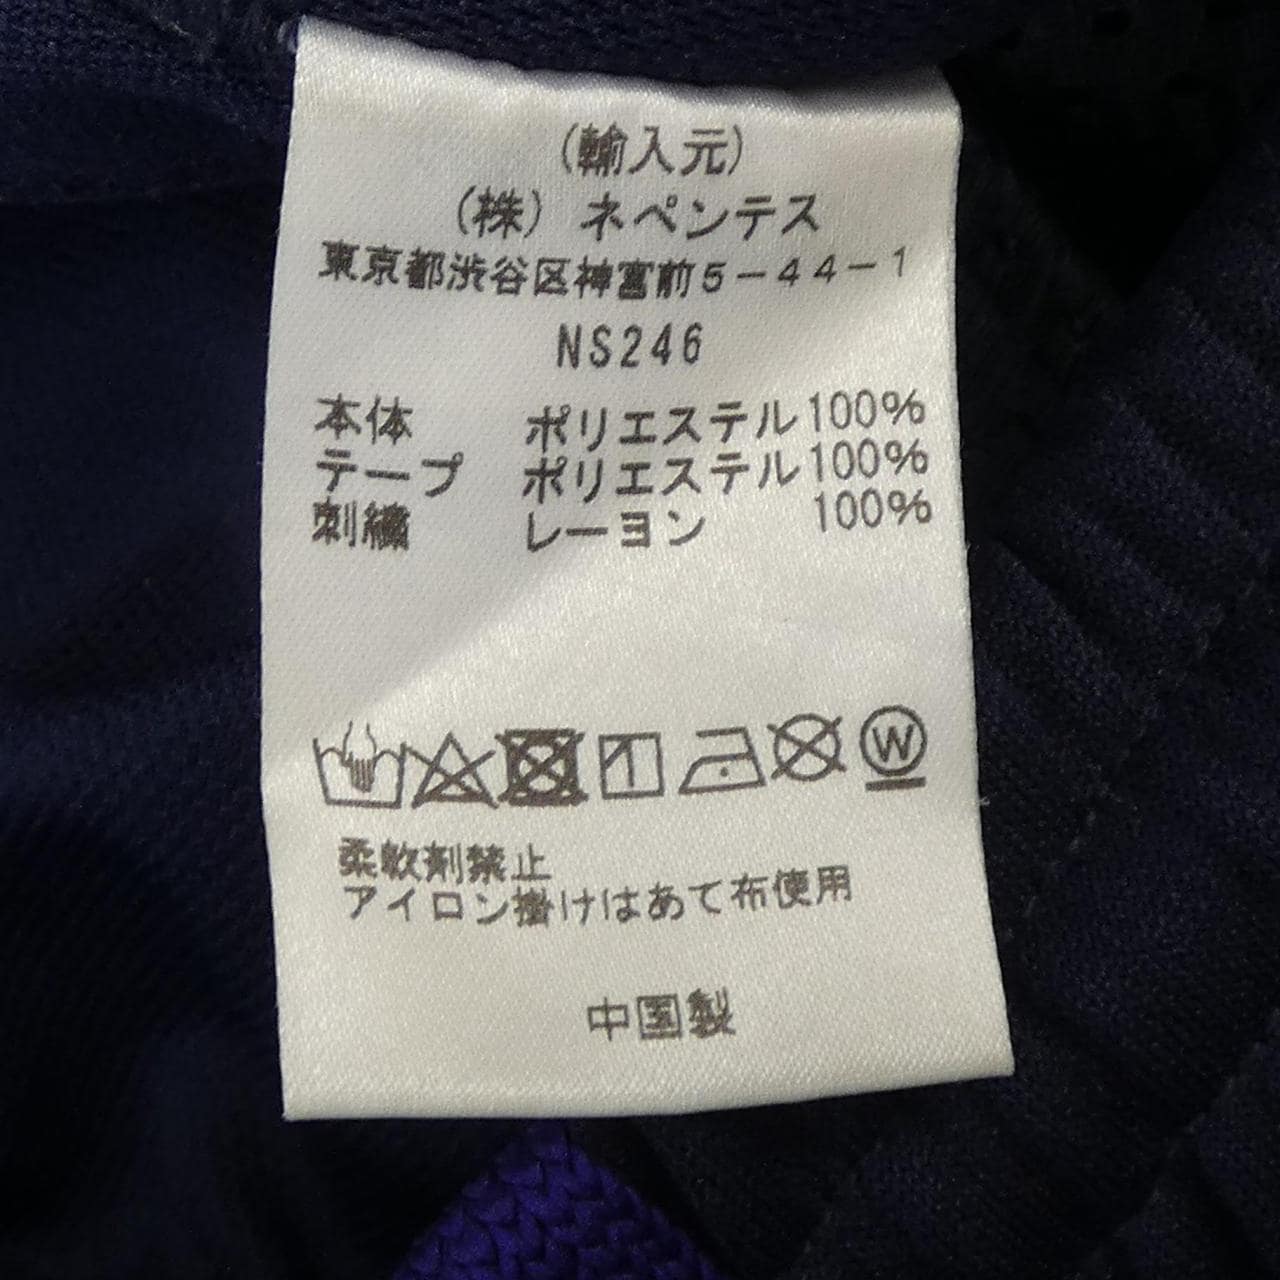 (輸入元)
(株) ネペンテス
東京都渋谷区神宮前5-44-1
NS246
本体 ポリエステル100%
テープ ポリエステル100%
刺繍 レーヨン 100%
W
柔軟剤禁止
アイロン掛けはあて布使用
中国製